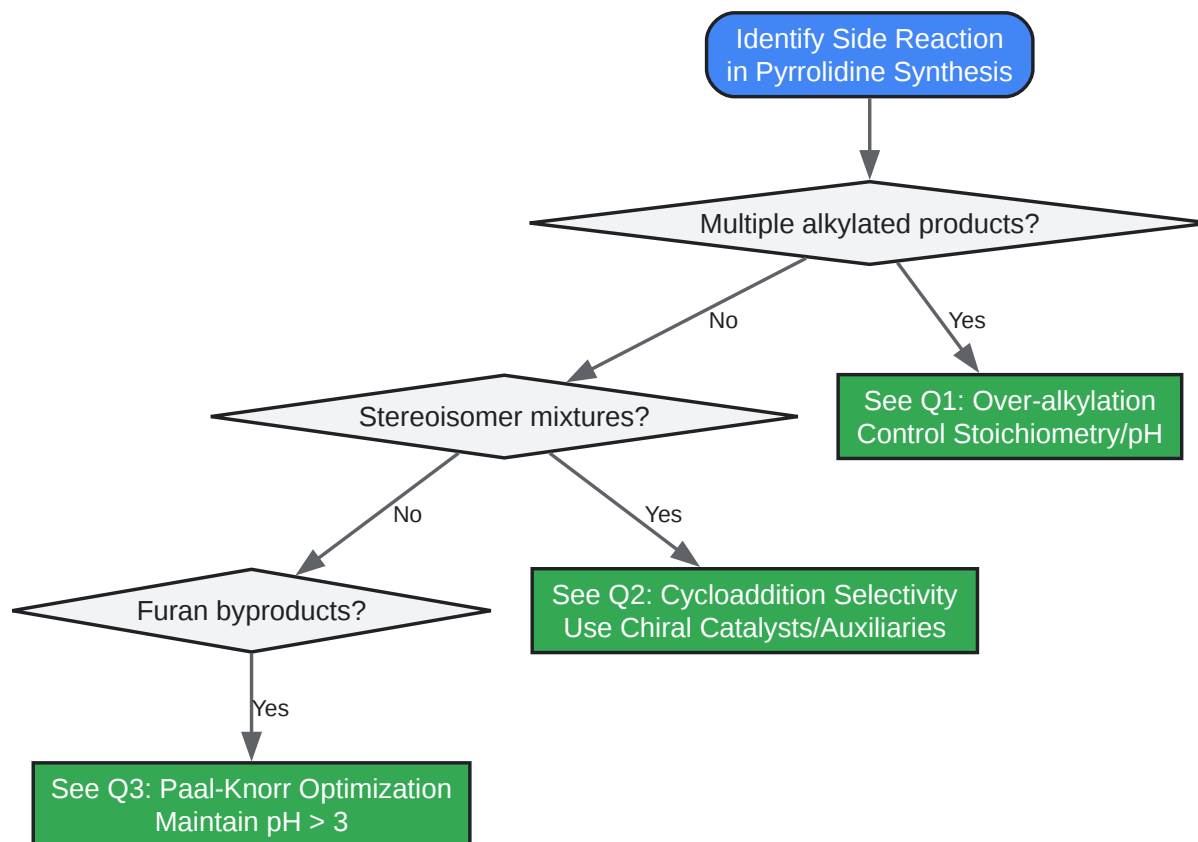 Identify Side Reaction
in Pyrrolidine Synthesis
Multiple alkylated products?
No
Yes
Stereoisomer mixtures?
See Q1: Over-alkylation
Control Stoichiometry/pH
No
Yes
Furan byproducts?
See Q2: Cycloaddition Selectivity
Use Chiral Catalysts/Auxiliaries
Yes
See Q3: Paal-Knorr Optimization
Maintain pH > 3